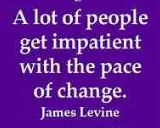 A lot of people
get impatient
with the pace
of change.
James Levine